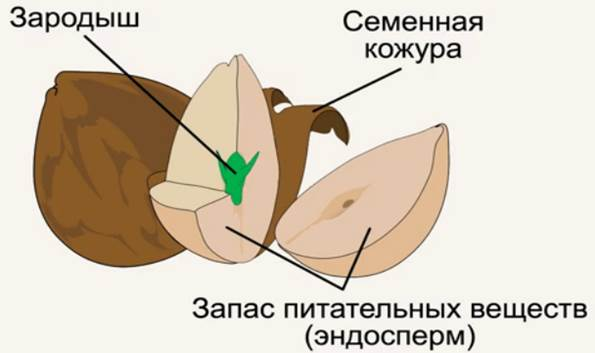 Зародыш
Семенная
кожура
Запас питательных веществ
(эндосперм)